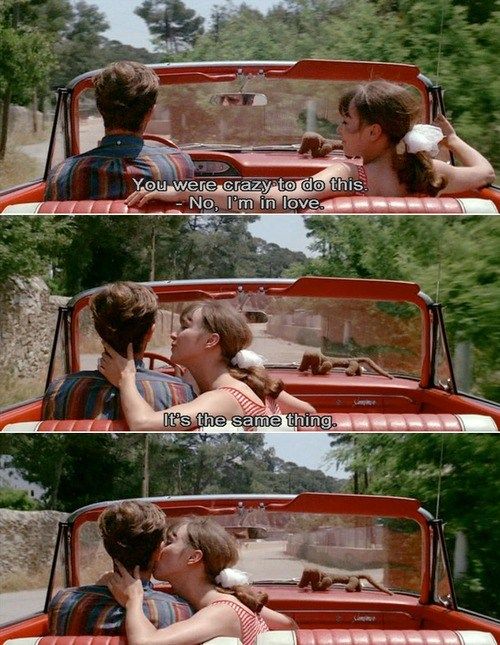 You were crazy to do this.
- No, I'm in love.
It's the same thing.